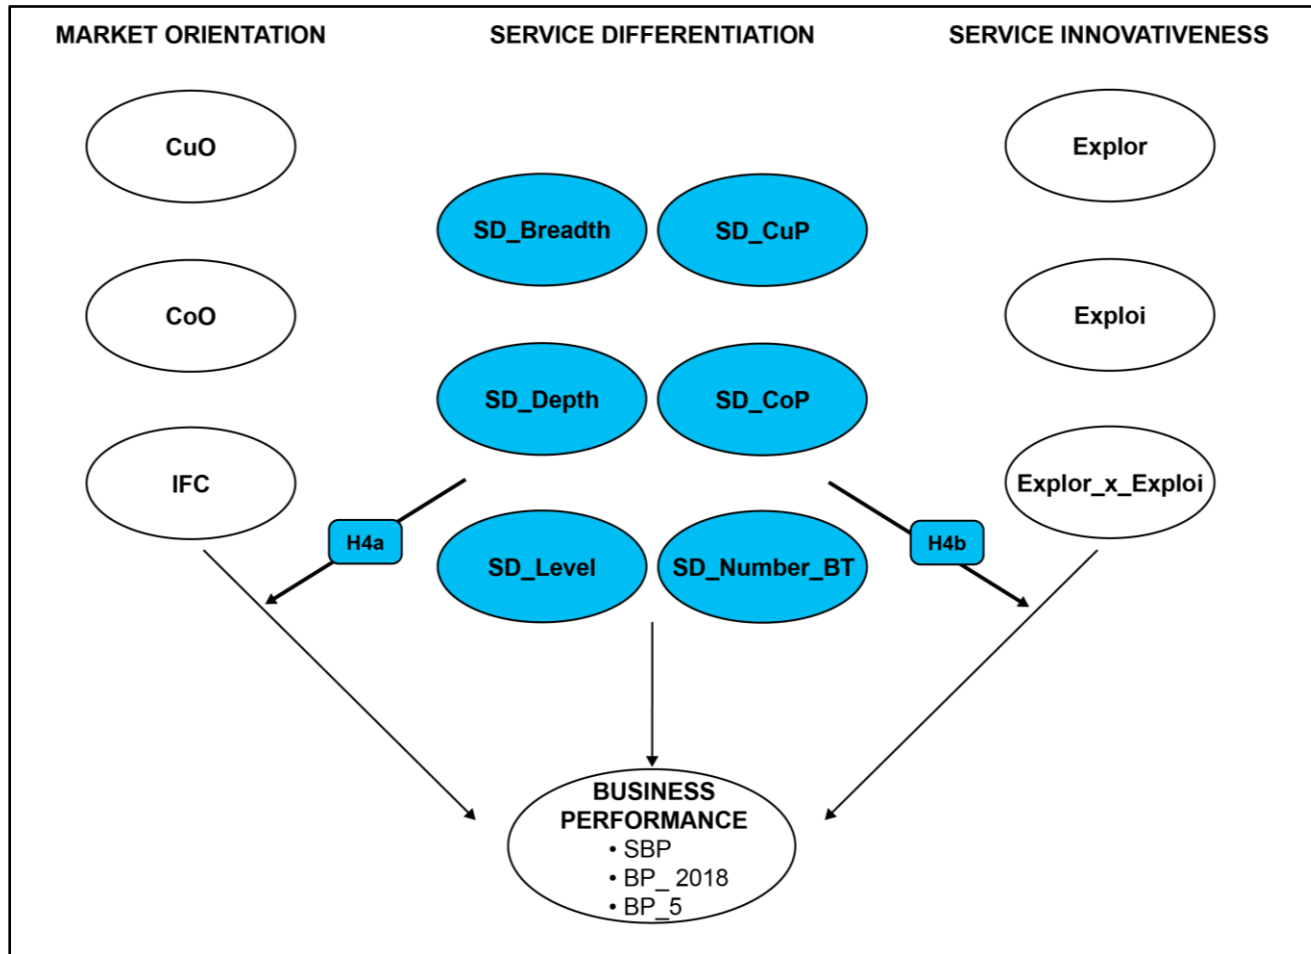 MARKET ORIENTATION
SERVICE DIFFERENTIATION
SERVICE INNOVATIVENESS
CuO
CoO
IFC
SD_Breadth
SD_CuP
SD_Depth
SD_CoP
SD_Level
SD_Number_BT
Explor
Exploi
Explor_x_Exploi
H4a
H4b
BUSINESS
PERFORMANCE
• SBP
• BP_ 2018
• BP_5